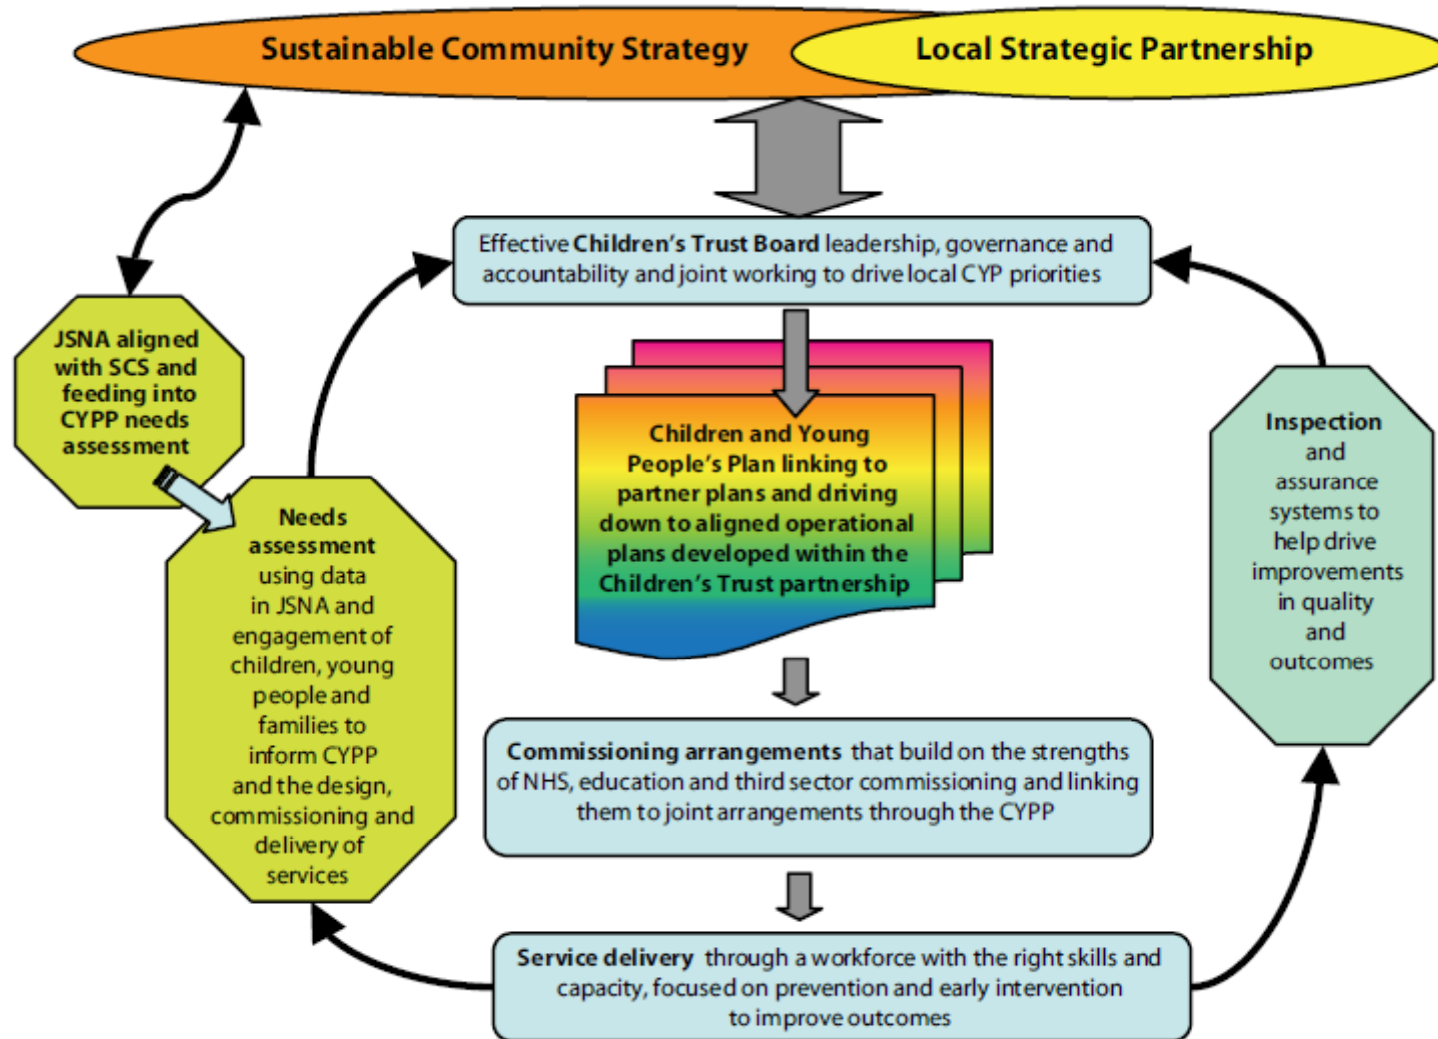 Sustainable Community Strategy
Local Strategic Partnership
Effective Children's Trust Board leadership, governance and
accountability and joint working to drive local CYP priorities
JSNA aligned
with SCS and
feeding into
CYPP needs
assessment
Children and Young
People's Plan linking to
partner plans and driving
down to aligned operational
plans developed within the
Children's Trust partnership
Inspection
and
assurance
systems to
help drive
improvements
in quality
and
outcomes
Needs
assessment
using data
in JSNA and
engagement of
children, young
people and
families to
inform CYPP
and the design,
commissioning and
delivery of
services
Commissioning arrangements that build on the strengths
of NHS, education and third sector commissioning and linking
them to joint arrangements through the CYPP
Service delivery through a workforce with the right skills and
capacity, focused on prevention and early intervention
to improve outcomes